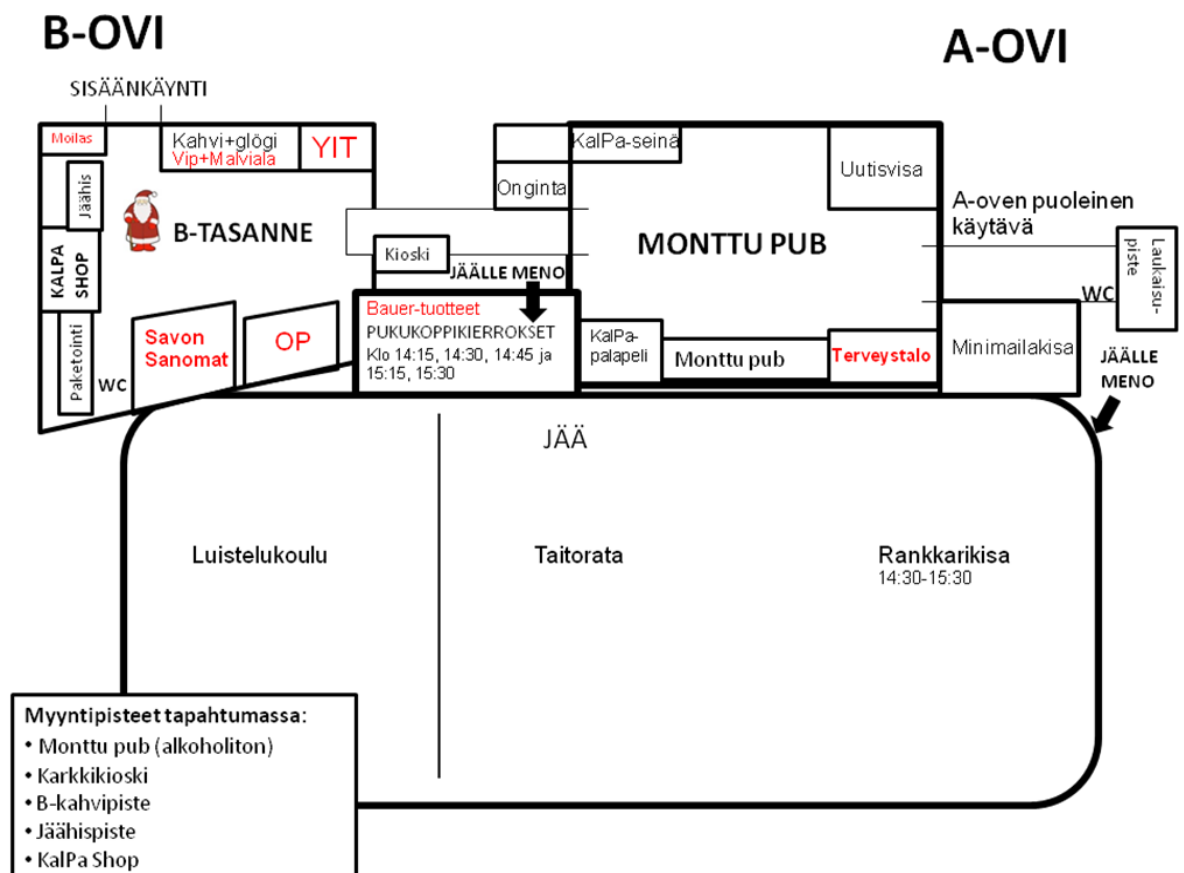 B-OVI
A-OVI
SISÄÄNKÄYNTI
Moilas
Kahvi+glögi
Vip+Malviala
YIT
KalPa-seinä
Onginta
Uutisvisa
Jäähis
B-TASANNE
MONTTU PUB
A-oven puoleinen
käytävä
Laukaisu-
piste
KALPA
SHOP
Kioski
JÄÄLLE MENO
WC
Bauer-tuotteet
PUKUKOPPIKIERROKSET
Klo 14:15, 14:30, 14:45 ja
15:15, 15:30
Paketointi
WC
Savon
Sanomat
OP
KalPa-
palapeli
Monttu pub
Terveystalo
Minimailakisa
JÄÄLLE
MENO
JÄÄ
Luistelukoulu
Taitorata
Rankkarikisa
14:30-15:30
Myyntipisteet tapahtumassa:
• Monttu pub (alkoholiton)
• Karkkikioski
• B-kahvipiste
• Jäähispiste
• KalPa Shop